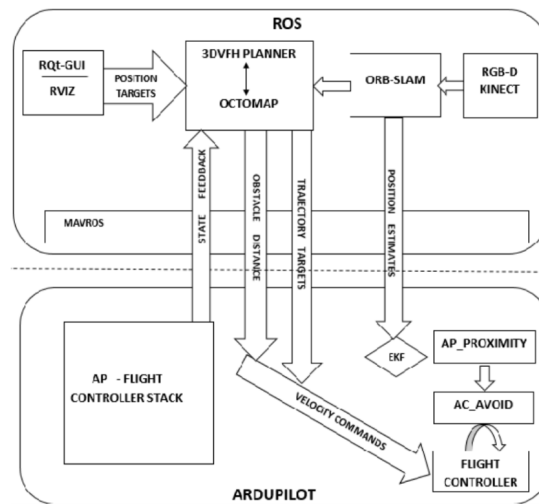 ROS
RQt-GUI
RVIZ
POSITION
TARGETS
3DVFH PLANNER
OCTOMAP
ORB-SLAM
RGB-D
KINECT
STATE FEEDBACK
OBSTACLE DISTANCE
TRAJECTORY TARGETS
POSITION ESTIMATES
MAVROS
AP - FLIGHT
CONTROLLER STACK
EKF
AP_PROXIMITY
AC_AVOID
VELOCITY COMMANDS
FLIGHT
CONTROLLER
ARDUPILOT